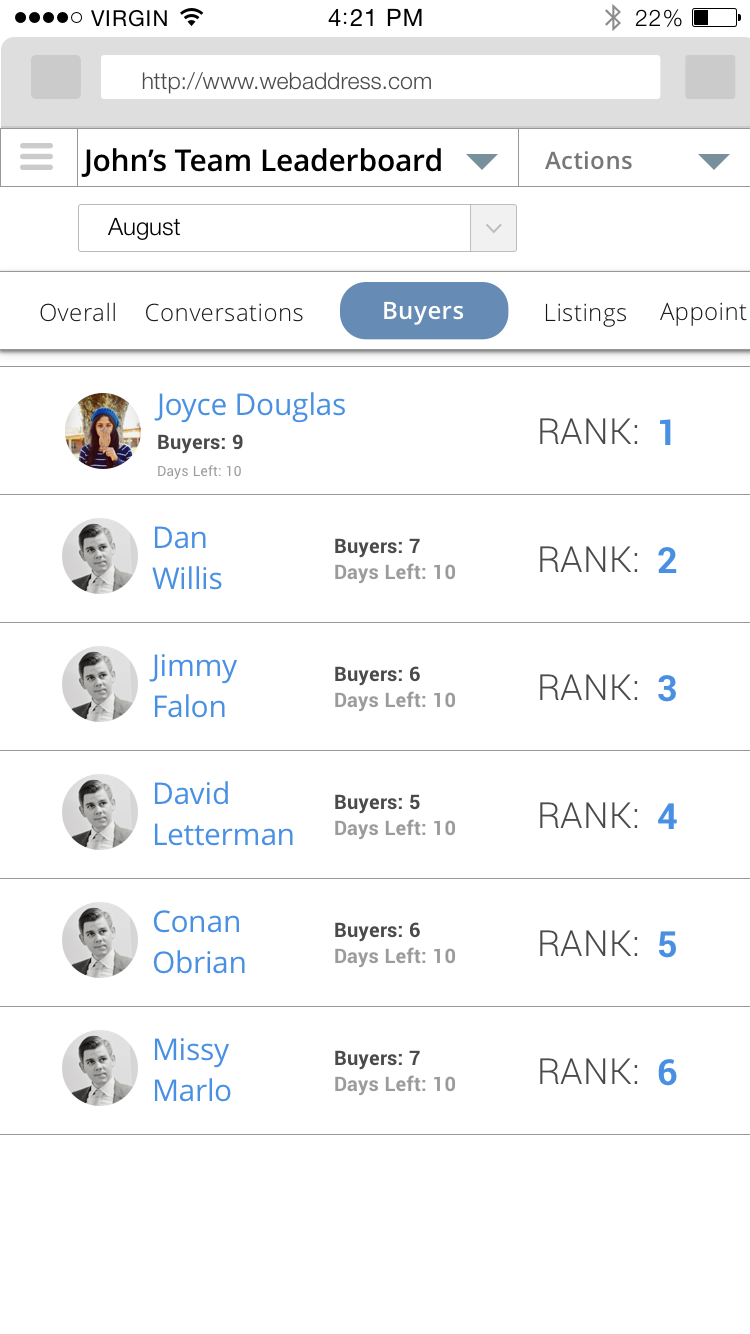 VIRGIN 4:21 PM 22%
http://www.webaddress.com
John’s Team Leaderboard Actions
August
Overall Conversations Buyers Listings Appoint
Joyce Douglas
Buyers: 9
Days Left: 10
RANK: 1
Dan
Willis
Buyers: 7
Days Left: 10
RANK: 2
Jimmy
Falon
Buyers: 6
Days Left: 10
RANK: 3
David
Letterman
Buyers: 5
Days Left: 10
RANK: 4
Conan
Obrian
Buyers: 6
Days Left: 10
RANK: 5
Missy
Marlo
Buyers: 7
Days Left: 10
RANK: 6